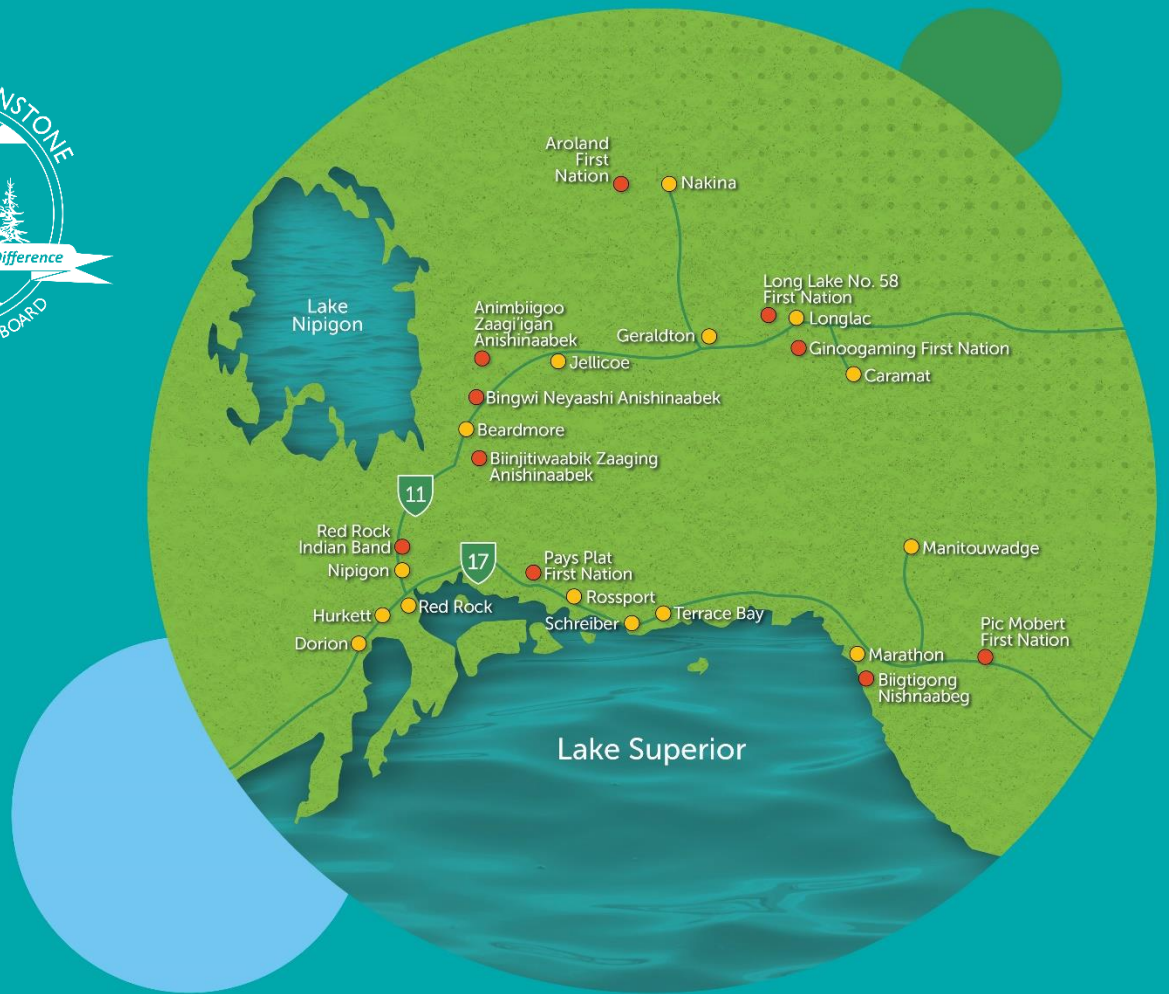 Difference
BOARD
Aroland
First
Nation
Nakina
Lake
Nipigon
Animbiigoo
Zaagi'igan
Anishinaabek
Long Lake No. 58
First Nation
Longlac
Geraldton
Jellicoe
Ginoogaming First Nation
Caramat
Bingwi Neyaashi Anishinaabek
Beardmore
Biinjitiwaabik Zaaging
Anishinaabek
11
Red Rock
Indian Band
17
Pays Plat
First Nation
Manitouwadge
Nipigon
Rossport
Red Rock
Hurkett
Schreiber
Terrace Bay
Dorion
Pic Mobert
First Nation
Marathon
Biigtigong
Nishnaabeg
Lake Superior